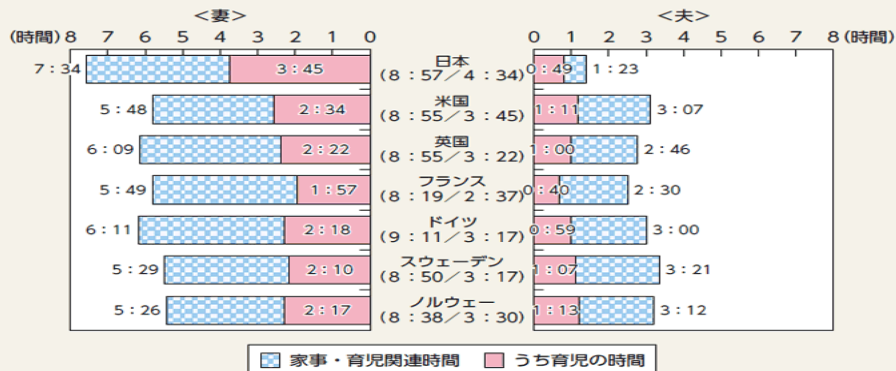 <妻> <夫>
(時間) 8 7 6 5 4 3 2 1 0 0 1 2 3 4 5 6 7 8 (時間)
7:34 3:45 日本 0:49 1:23
(8:57/4:34)
5:48 2:34 米国 1:11 3:07
(8:55/3:45)
6:09 2:22 英国 1:00 2:46
(8:55/3:22)
5:49 1:57 フランス 0:40 2:30
(8:19/2:37)
6:11 2:18 ドイツ 0:59 3:00
(9:11/3:17)
5:29 2:10 スウェーデン 1:07 3:21
(8:50/3:17)
5:26 2:17 ノルウェー 1:13 3:12
(8:38/3:30)
家事・育児関連時間 うち育児の時間